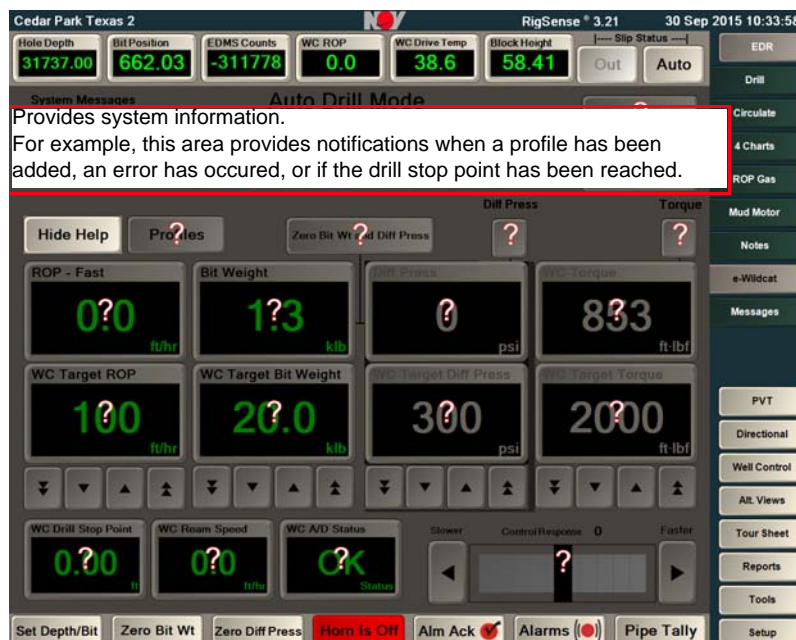 Cedar Park Texas 2 NOV RigSense ® 3.21 30 Sep 2015 10:33:58
Hole Depth Bit Position EDMS Counts WC ROP WC Drive Temp Block Height |---- Slip Status ----|
31737.00 662.03 -311778 0.0 38.6 58.41 Out Auto
EDR
Drill
System Messages Auto Drill Mode ?
Provides system information.
For example, this area provides notifications when a profile has been
added, an error has occured, or if the drill stop point has been reached.
Circulate
4 Charts
ROP Gas
Diff Press Torque
Hide Help Profiles ? Zero Bit Wt and Diff Press ? ? ?
Mud Motor
Notes
ROP - Fast Bit Weight Diff Press WC Torque
0.0 ? 1.3 ? 0 ? 853 ?
ft/hr klb psi ft·lbf
e-Wildcat
Messages
WC Target ROP WC Target Bit Weight WC Target Diff Press WC Target Torque
100 ? 20.0 ? 300 ? 2000 ?
ft/hr klb psi ft·lbf
PVT
Directional
Well Control
Alt. Views
WC Drill Stop Point WC Ream Speed WC A/D Status Slower Control Response 0 Faster
0.00 ? 0.0 ? OK ? ?
ft ft/hr Status
Tour Sheet
Reports
Tools
Set Depth/Bit Zero Bit Wt Zero Diff Press Horn Is Off Alm Ack Alarms Pipe Tally Setup